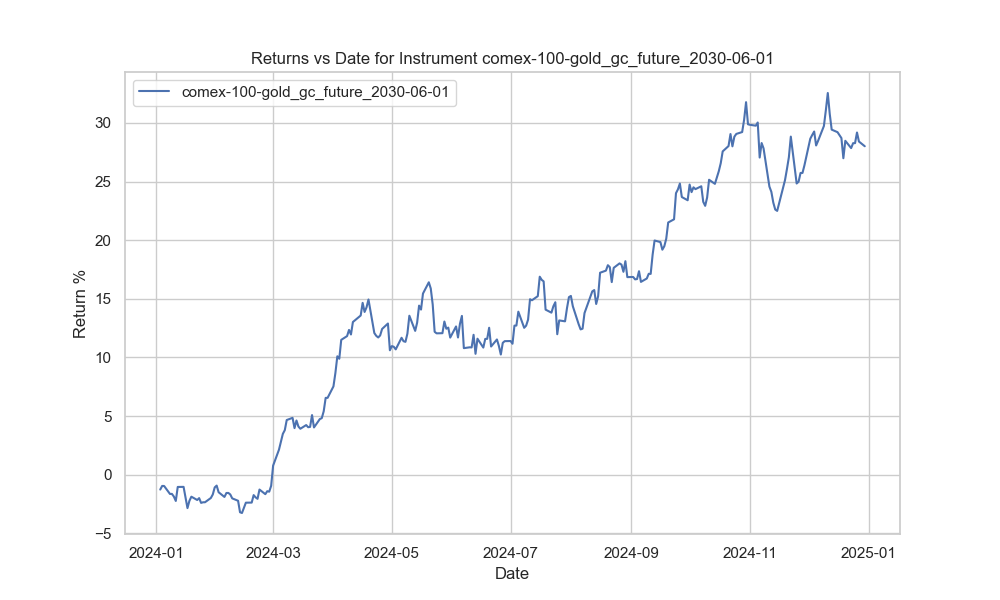 Returns vs Date for Instrument comex-100-gold_gc_future_2030-06-01
comex-100-gold_gc_future_2030-06-01
Return %
30
25
20
15
10
5
0
−5
2024-01 2024-03 2024-05 2024-07 2024-09 2024-11 2025-01
Date